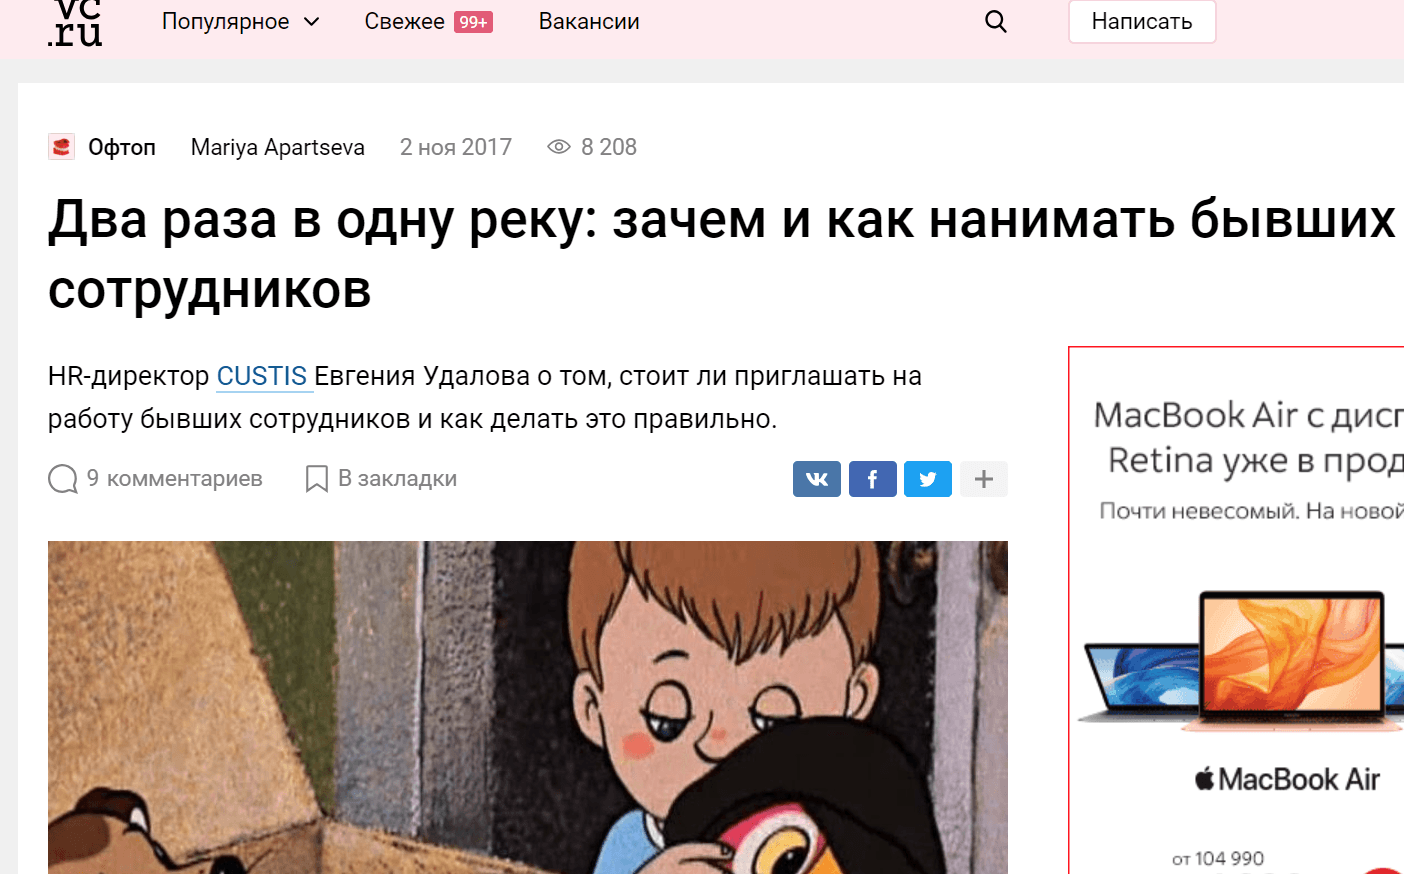 vc
.ru
Популярное
Свежее 99+
Вакансии
Написать
Офтоп Mariya Apartseva 2 ноя 2017 8 208
Два раза в одну реку: зачем и как нанимать бывших
сотрудников
HR-директор CUSTIS Евгения Удалова о том, стоит ли приглашать на
работу бывших сотрудников и как делать это правильно.
9 комментариев В закладки
MacBook Air с дисп
Retina уже в прод
Почти невесомый. На новой
MacBook Air
от 104 990